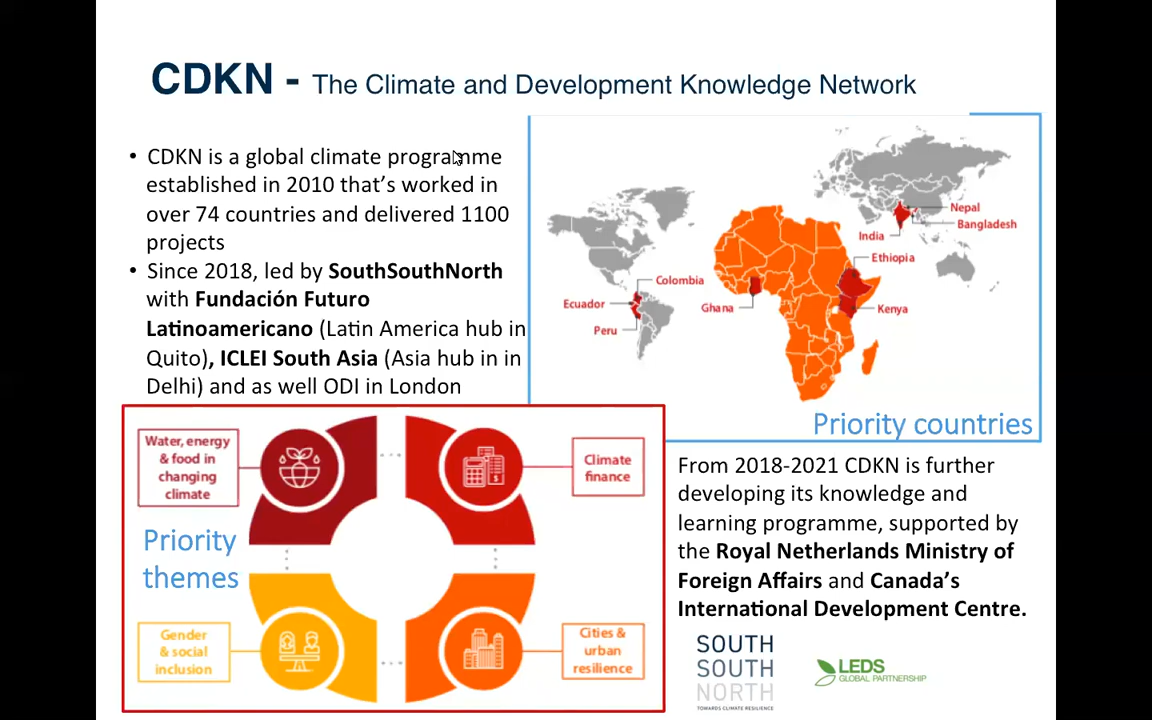 CDKN - The Climate and Development Knowledge Network
• CDKN is a global climate programme
established in 2010 that's worked in
over 74 countries and delivered 1100
projects
• Since 2018, led by SouthSouthNorth
with Fundación Futuro
Latinoamericano (Latin America hub in
Quito), ICLEI South Asia (Asia hub in in
Delhi) and as well ODI in London
Nepal
Bangladesh
India
Ethiopia
Colombia
Ecuador
Ghana
Kenya
Peru
Priority countries
Water, energy
& food in
changing
climate
Climate
finance
Priority
themes
Gender
& social
inclusion
Cities &
urban
resilience
From 2018-2021 CDKN is further
developing its knowledge and
learning programme, supported by
the Royal Netherlands Ministry of
Foreign Affairs and Canada's
International Development Centre.
SOUTH
SOUTH
NORTH
TOWARDS CLIMATE RESILIENCE
LEDS
GLOBAL PARTNERSHIP